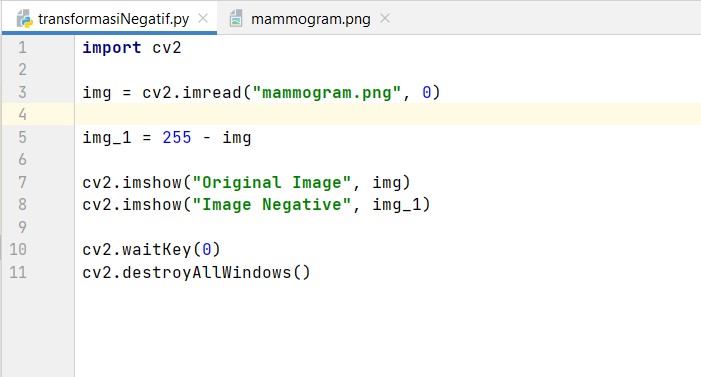 transformasiNegatif.py mammogram.png
1 import cv2
2
3 img = cv2.imread("mammogram.png", 0)
4
5 img_1 = 255 - img
6
7 cv2.imshow("Original Image", img)
8 cv2.imshow("Image Negative", img_1)
9
10 cv2.waitKey(0)
11 cv2.destroyAllWindows()